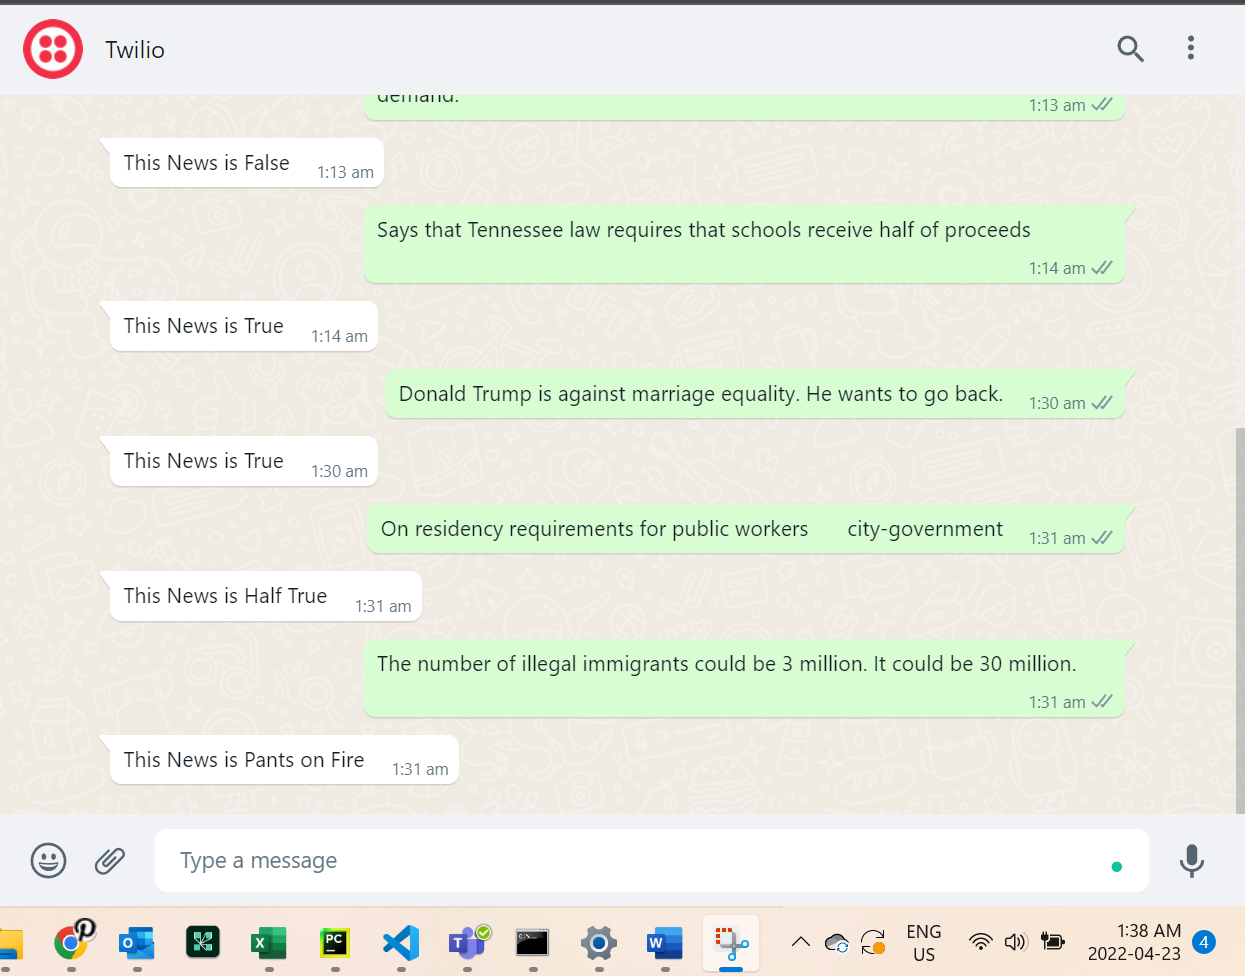 Twilio
demand.
1:13 am
This News is False
1:13 am
Says that Tennessee law requires that schools receive half of proceeds
1:14 am
This News is True
1:14 am
Donald Trump is against marriage equality. He wants to go back.
1:30 am
This News is True
1:30 am
On residency requirements for public workers city-government
1:31 am
This News is Half True
1:31 am
The number of illegal immigrants could be 3 million. It could be 30 million.
1:31 am
This News is Pants on Fire
1:31 am
Type a message
ENG
US
1:38 AM
2022-04-23
4